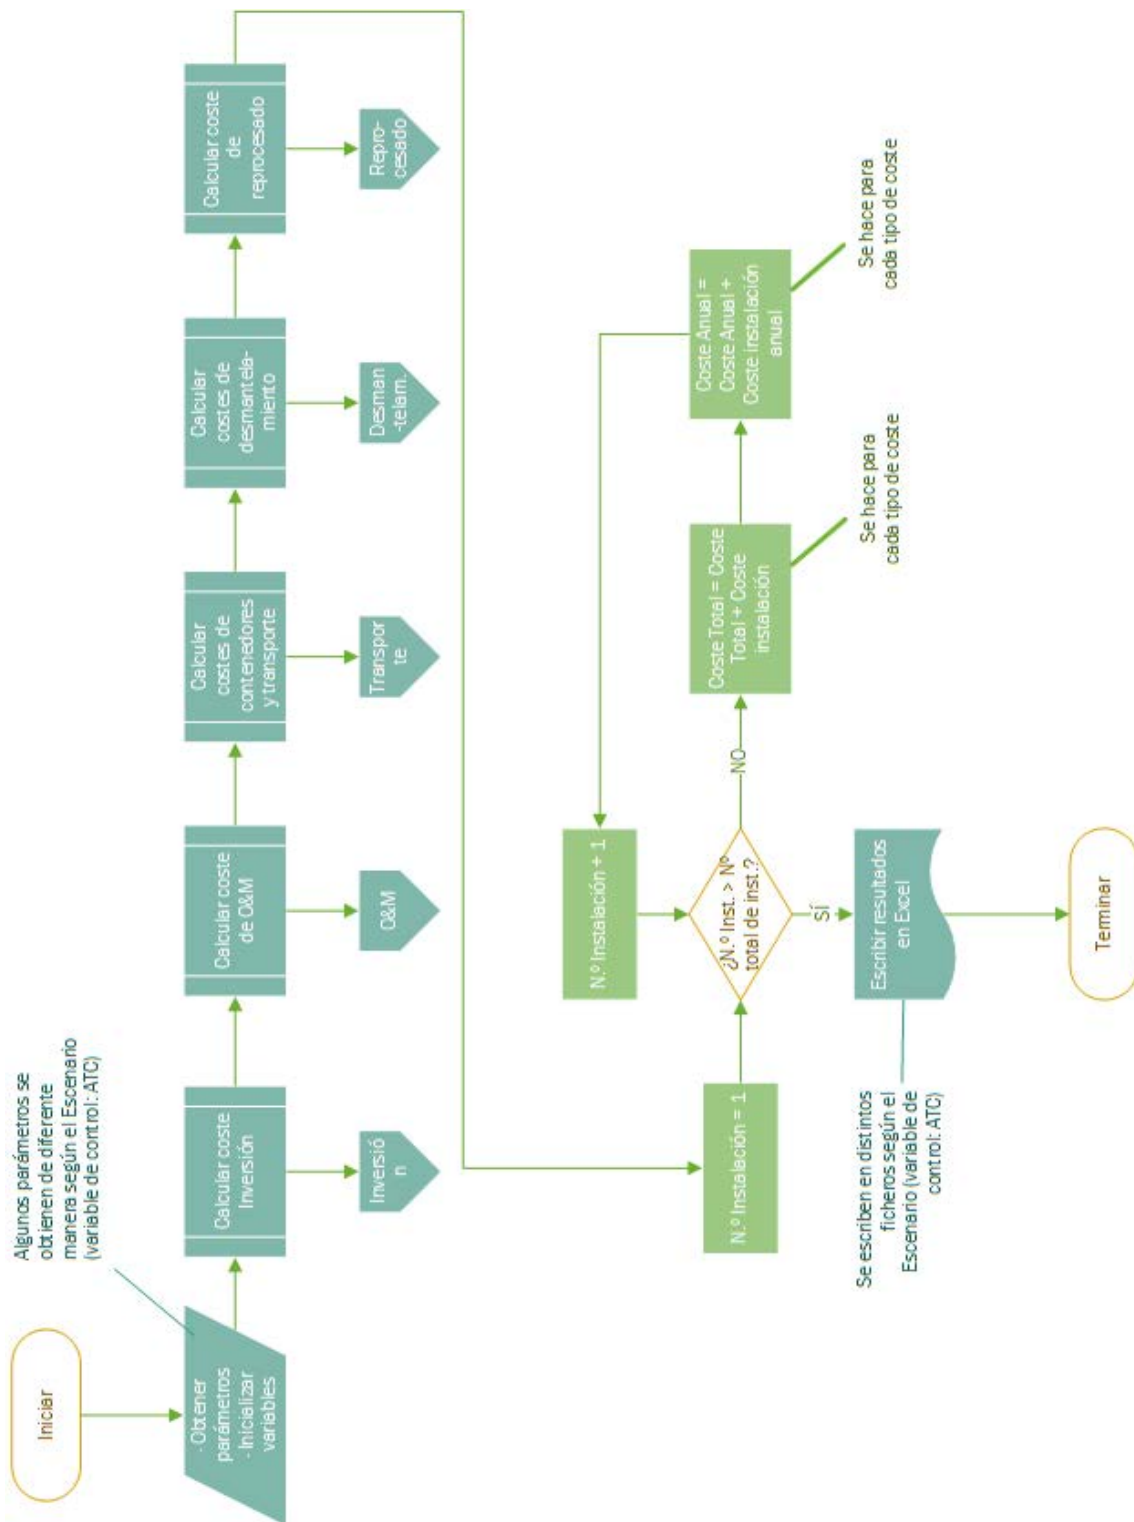 Iniciar
Algunos parámetros se
obtienen de diferente
manera según el Escenario
(variable de control: ATC)
- Obtener
parámetros
- Inicializar
variables
Calcular coste
Inversión
Calcular coste
de O&M
Calcular
costes de
contenedores
y transporte
Calcular
costes de
desmantela-
miento
Calcular coste
de
reprocesado
Inversió
n
O&M
Transpor
te
Desman
-telam.
Repro-
cesado
N.º Instalación = 1
N.º Instalación + 1
¿N.º Inst. > Nº
total de inst.?
NO
Coste Total = Coste
Total + Coste
instalación
Se hace para
cada tipo de coste
Coste Anual =
Coste Anual +
Coste instalación
anual
Se hace para
cada tipo de coste
SÍ
Escribir resultados
en Excel
Se escriben en distintos
ficheros según el
Escenario (variable de
control: ATC)
Terminar